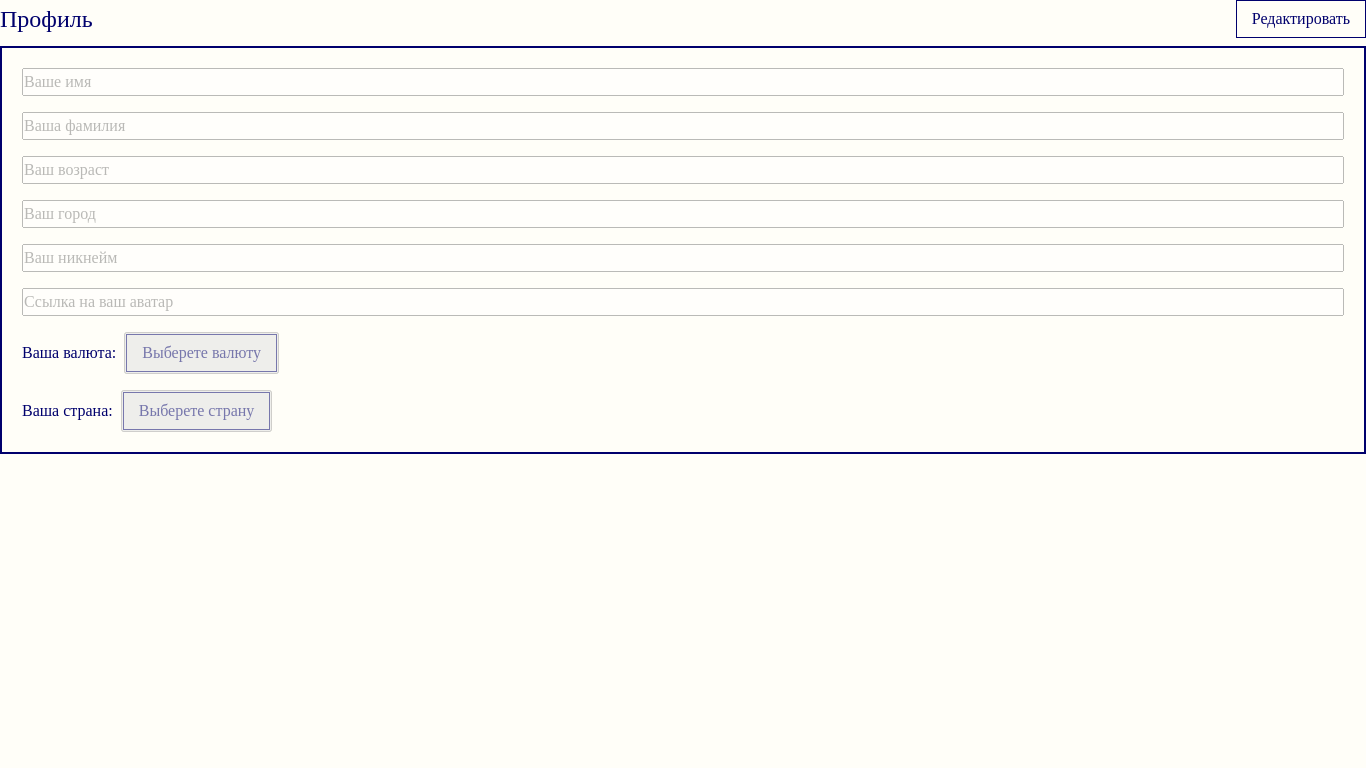 Профиль
Редактировать
Ваше имя
Ваша фамилия
Ваш возраст
Ваш город
Ваш никнейм
Ссылка на ваш аватар
Ваша валюта: Выберете валюту
Ваша страна: Выберете страну